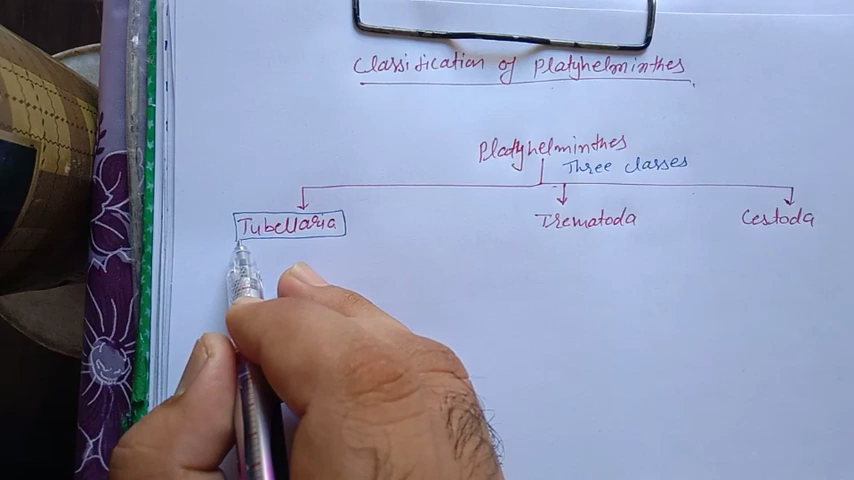 Classification of Platyhelminthes
Platyhelminthes
Three classes
Tubellaria
Trematoda
Cestoda